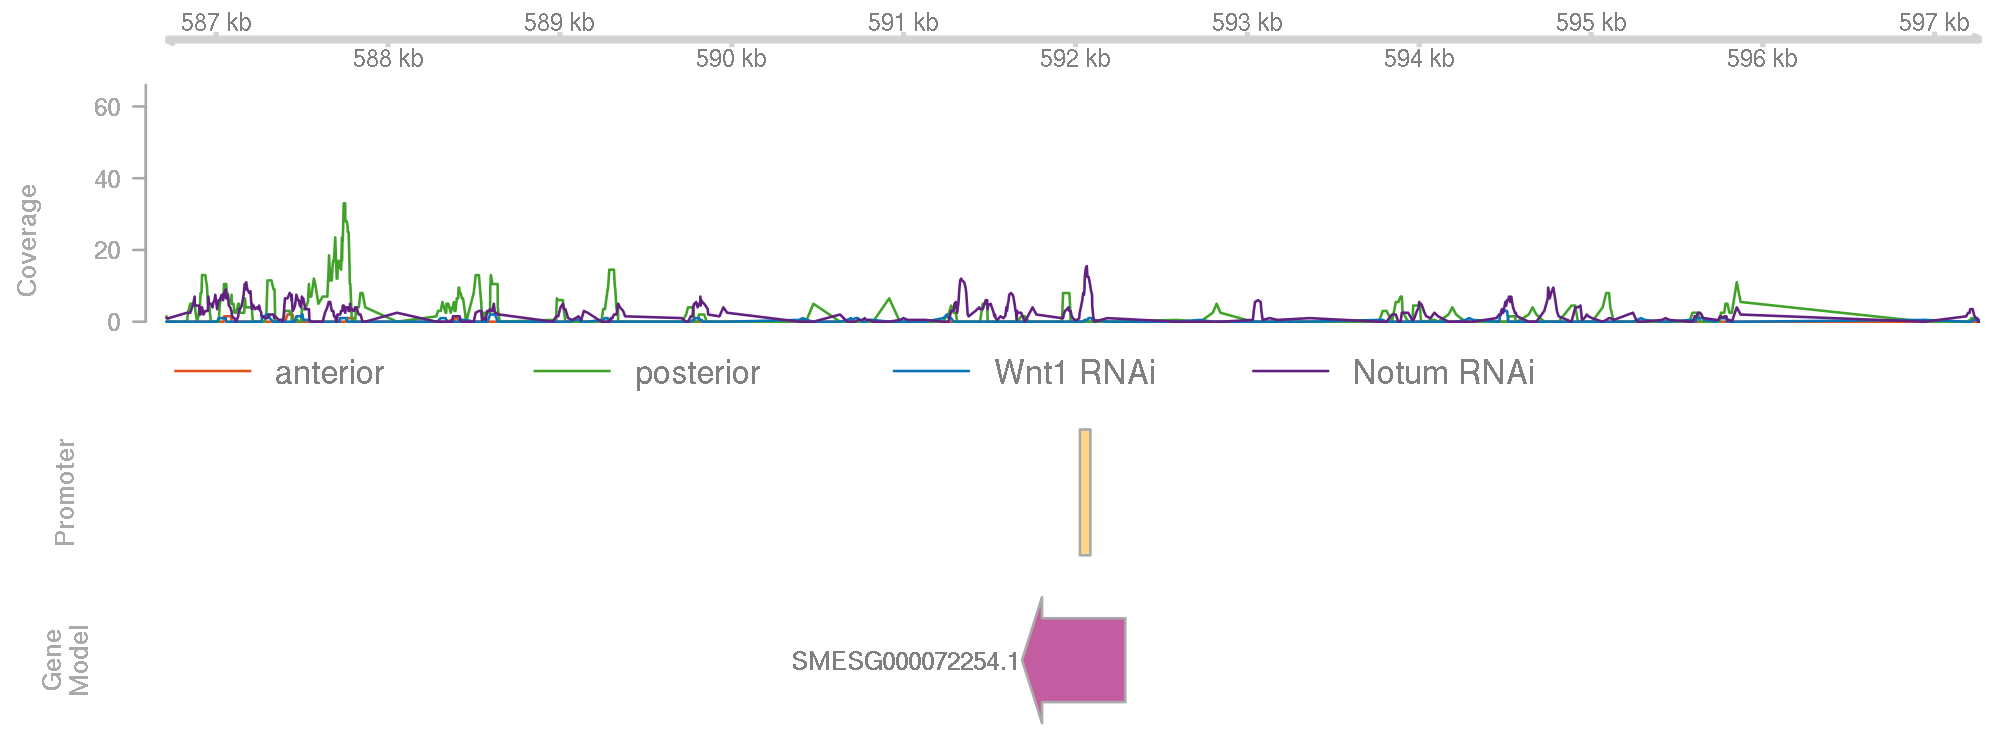 587 kb 589 kb 591 kb 593 kb 595 kb 597 kb
588 kb 590 kb 592 kb 594 kb 596 kb
60
40
20
0
Coverage
anterior posterior Wnt1 RNAi Notum RNAi
Promoter
Gene
Model
SMESG000072254.1